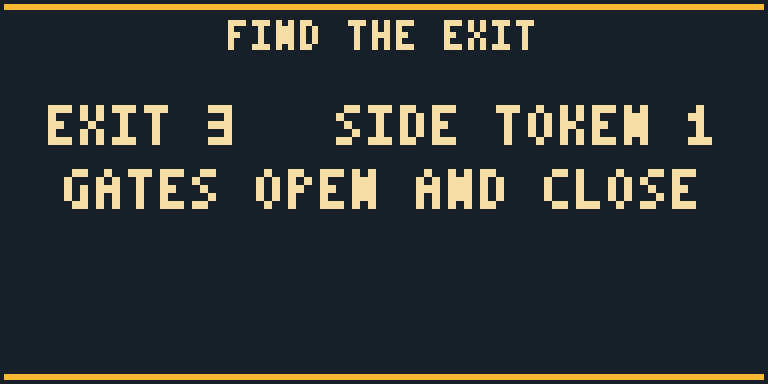 FIND THE EXIT
EXIT 3 SIDE TOKEN 1
GATES OPEN AND CLOSE